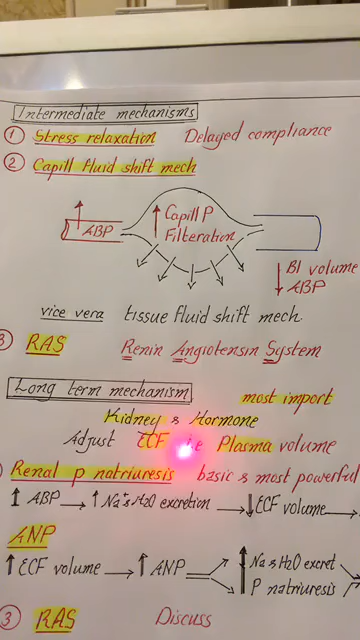 Intermediate mechanisms
① Stress relaxation Delayed compliance
② Capill fluid shift mech
↑ ABP
↑ Capill P
Filteration
↓ Bl volume
ABP
vice vera tissue fluid shift mech.
3 RAS Renin Angiotensin System
Long term mechanism most import
Kidney & Hormone
Adjust ECF i.e Plasma volume
Renal p natriuresis basic & most powerful
↑ ABP → ↑ Na⁺& H2O excretion → ↓ ECF volume →
ANP
↑ ECF volume → ↑ ANP ↑ Na & H2O excret
P natriuresis
③ RAS Discuss